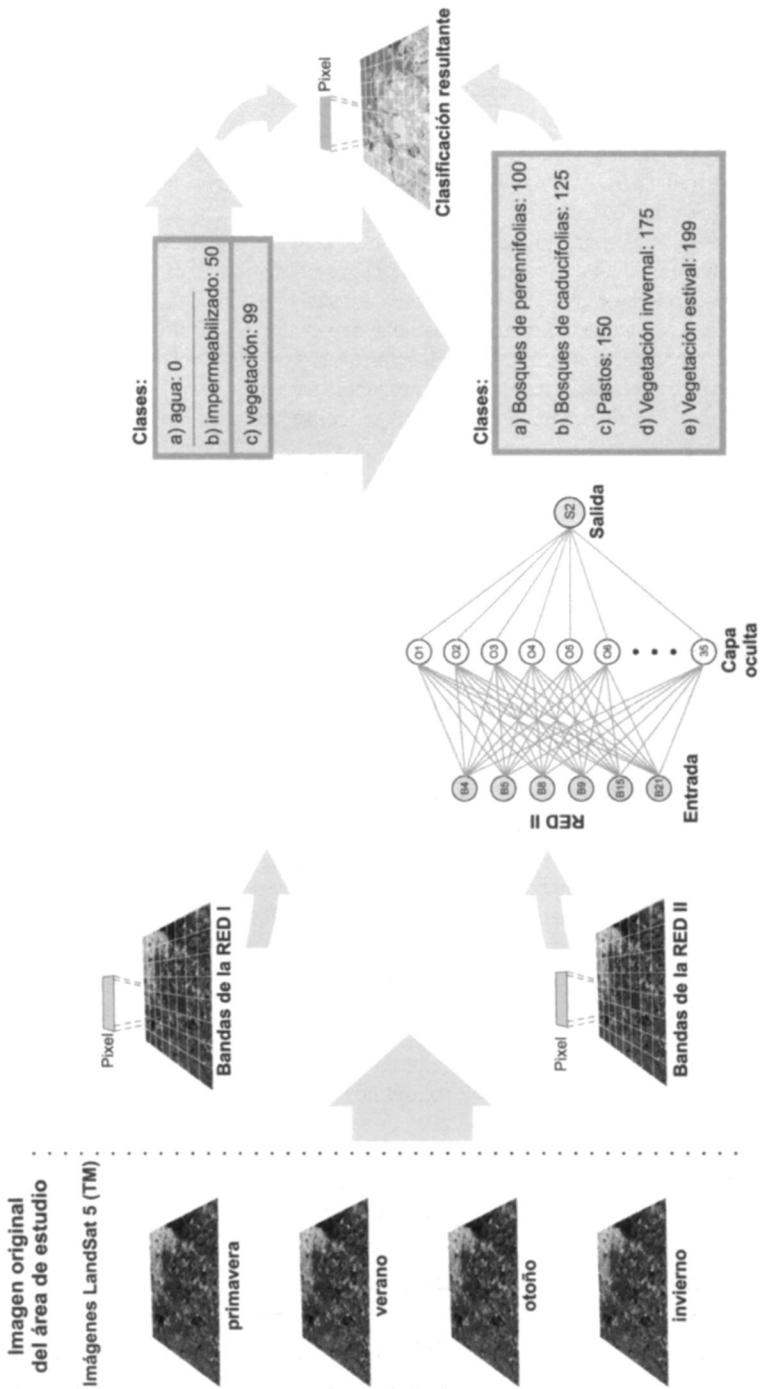 Imagen original
del área de estudio
Imágenes LandSat 5 (TM)
primavera
verano
otoño
invierno
Pixel
Bandas de la RED I
Pixel
Bandas de la RED II
RED II
B4
B5
B8
B9
B15
B21
Entrada
O1
O2
O3
O4
O5
O6
35
Capa
oculta
S2
Salida
Clases:
a) agua: 0
b) impermeabilizado: 50
c) vegetación: 99
Pixel
Clasificación resultante
Clases:
a) Bosques de perennifolias: 100
b) Bosques de caducifolias: 125
c) Pastos: 150
d) Vegetación invernal: 175
e) Vegetación estival: 199